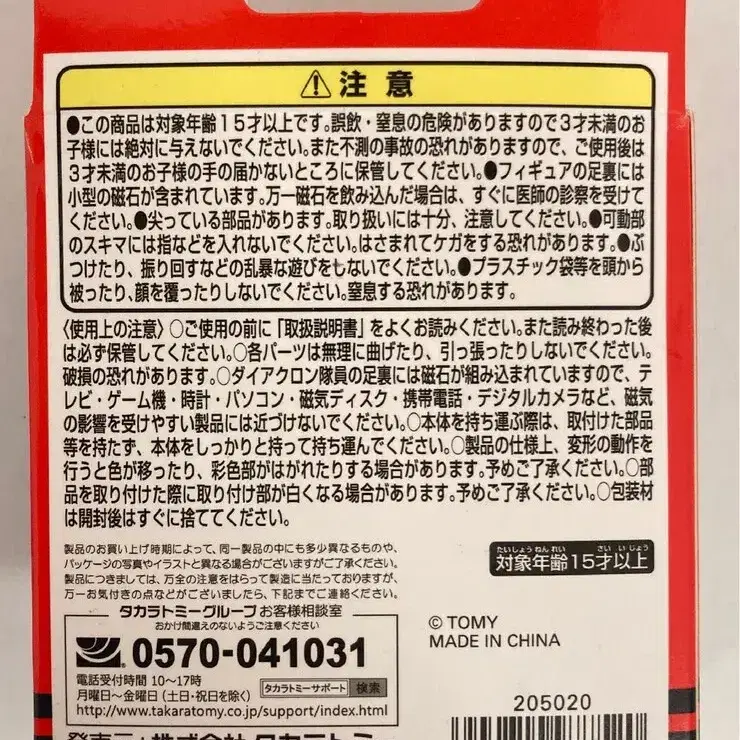 ⚠注意
●この商品は対象年齢15才以上です。誤飲・窒息の危険がありますので3才未満のお
子様には絶対に与えないでください。また不測の事故の恐れがありますので、ご使用後は
3才未満のお子様の手の届かないところに保管してください。●フィギュアの足裏には
小型の磁石が含まれています。万一磁石を飲み込んだ場合は、すぐに医師の診察を受けて
ください。●尖っている部品があります。取り扱いには十分、注意してください。●可動部
のスキマには指などを入れないでください。はさまれてケガをする恐れがあります。●ぶ
つけたり、振り回すなどの乱暴な遊びをしないでください。●プラスチック袋等を頭から
被ったり、顔を覆ったりしないでください。窒息する恐れがあります。
〈使用上の注意〉○ご使用の前に「取扱説明書」をよくお読みください。また読み終わった後
は必ず保管してください。○各パーツは無理に曲げたり、引っ張ったりしないでください。
破損の恐れがあります。○ダイアクロン隊員の足裏には磁石が組み込まれていますので、テ
レビ・ゲーム機・時計・パソコン・磁気ディスク・携帯電話・デジタルカメラなど、磁気
の影響を受けやすい製品には近づけないでください。○本体を持ち運ぶ際は、取付けた部品
等を持たず、本体をしっかりと持って持ち運んでください。○製品の仕様上、変形の動作を
行うと色が移ったり、彩色部がはがれたりする場合があります。予めご了承ください。○部
品を取り付けた際に取り付け部が白くなる場合があります。予めご了承ください。○包装材
は開封後はすぐに捨ててください。
製品のお買い上げ時期によって、同一製品の中にも多少異なるものや、
パッケージの写真やイラストと異なる場合がございますがご了承ください。
製品につきましては、万全の注意をはらって製造に当たっておりますが、
万一お気付きの点などがございましたら、下記までご連絡ください。
たいしょうねんれい さいいじょう
対象年齢15才以上
タカラトミーグループお客様相談室
おかけ間違えのないようご注意ください
0570-041031
電話受付時間 10〜17時
月曜日〜金曜日(土・日・祝日を除く)
タカラトミーサポート 検索
http://www.takaratomy.co.jp/support/index.html
© TOMY
MADE IN CHINA
205020
発売元:株式会社タカラトミー